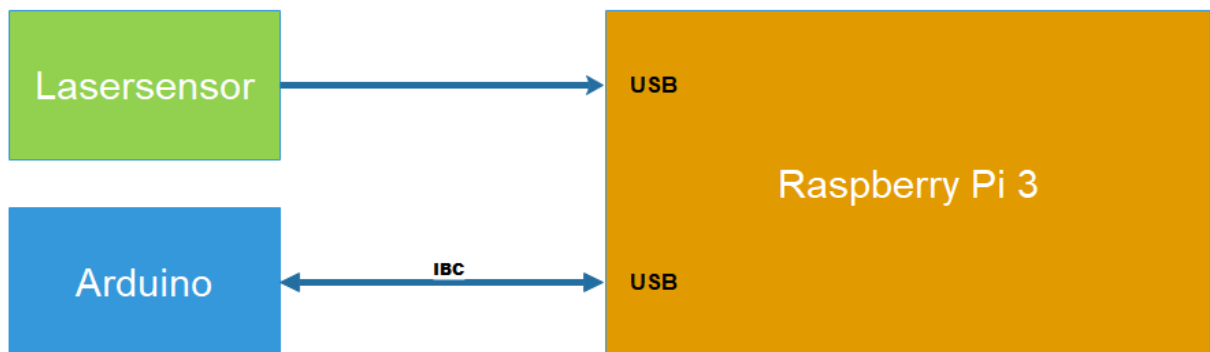 Lasersensor
USB
Raspberry Pi 3
Arduino
IBC
USB